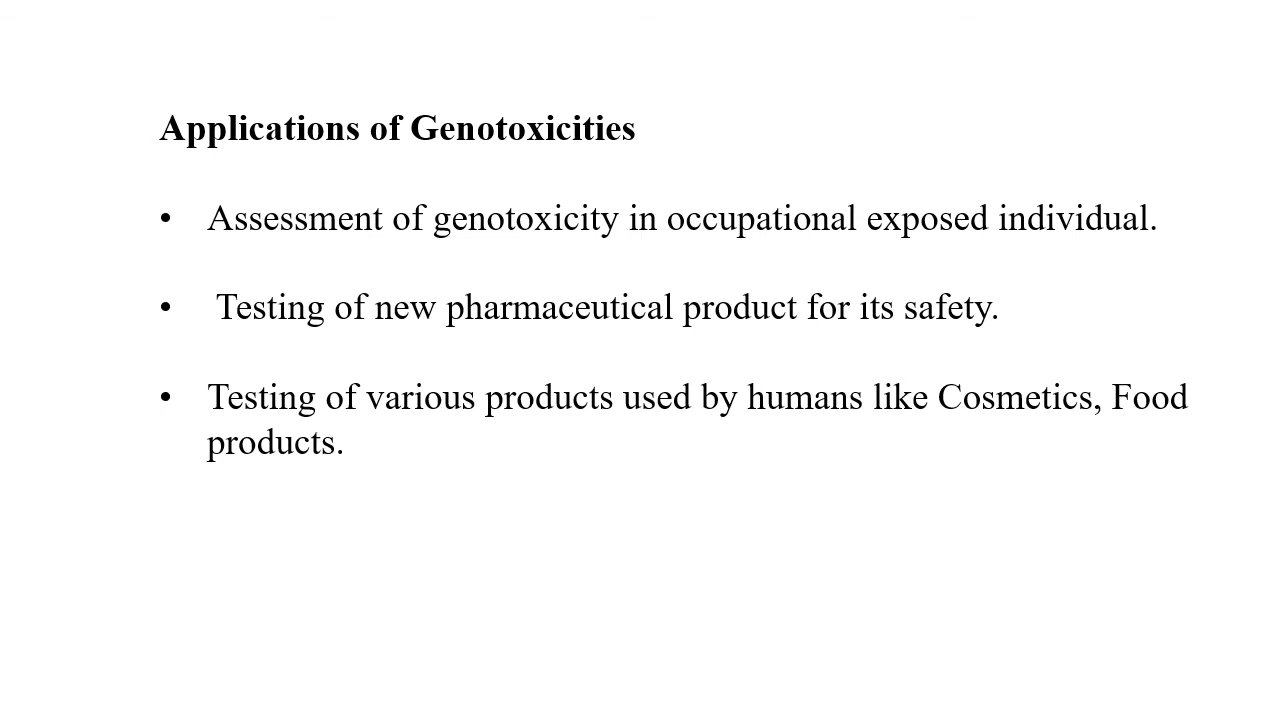 Applications of Genotoxicities
• Assessment of genotoxicity in occupational exposed individual.
• Testing of new pharmaceutical product for its safety.
• Testing of various products used by humans like Cosmetics, Food
products.